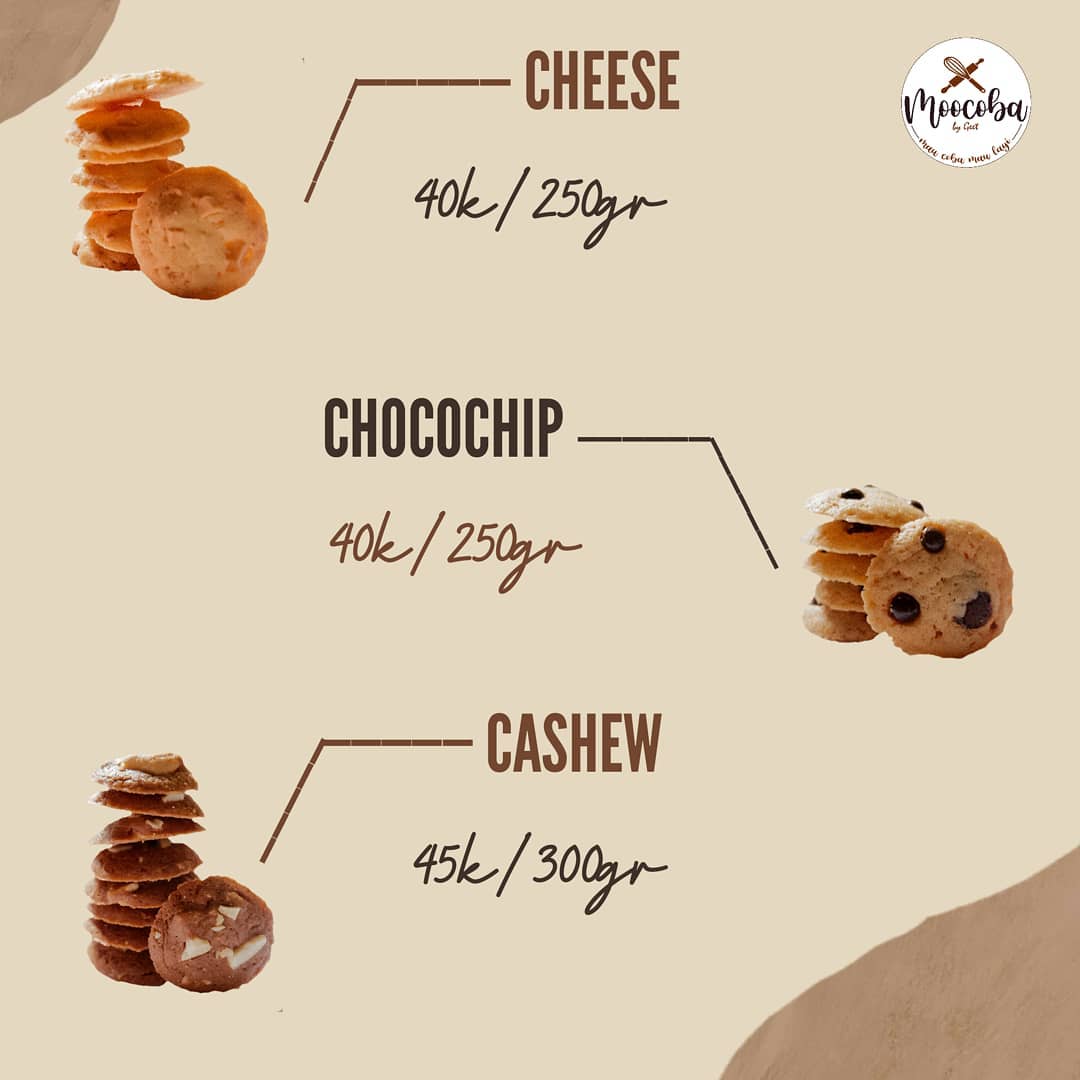 CHEESE
Moocoba
by Geet
mau coba mau lagi
40k/250gr
CHOCOCHIP
40k/250gr
CASHEW
45k/300gr